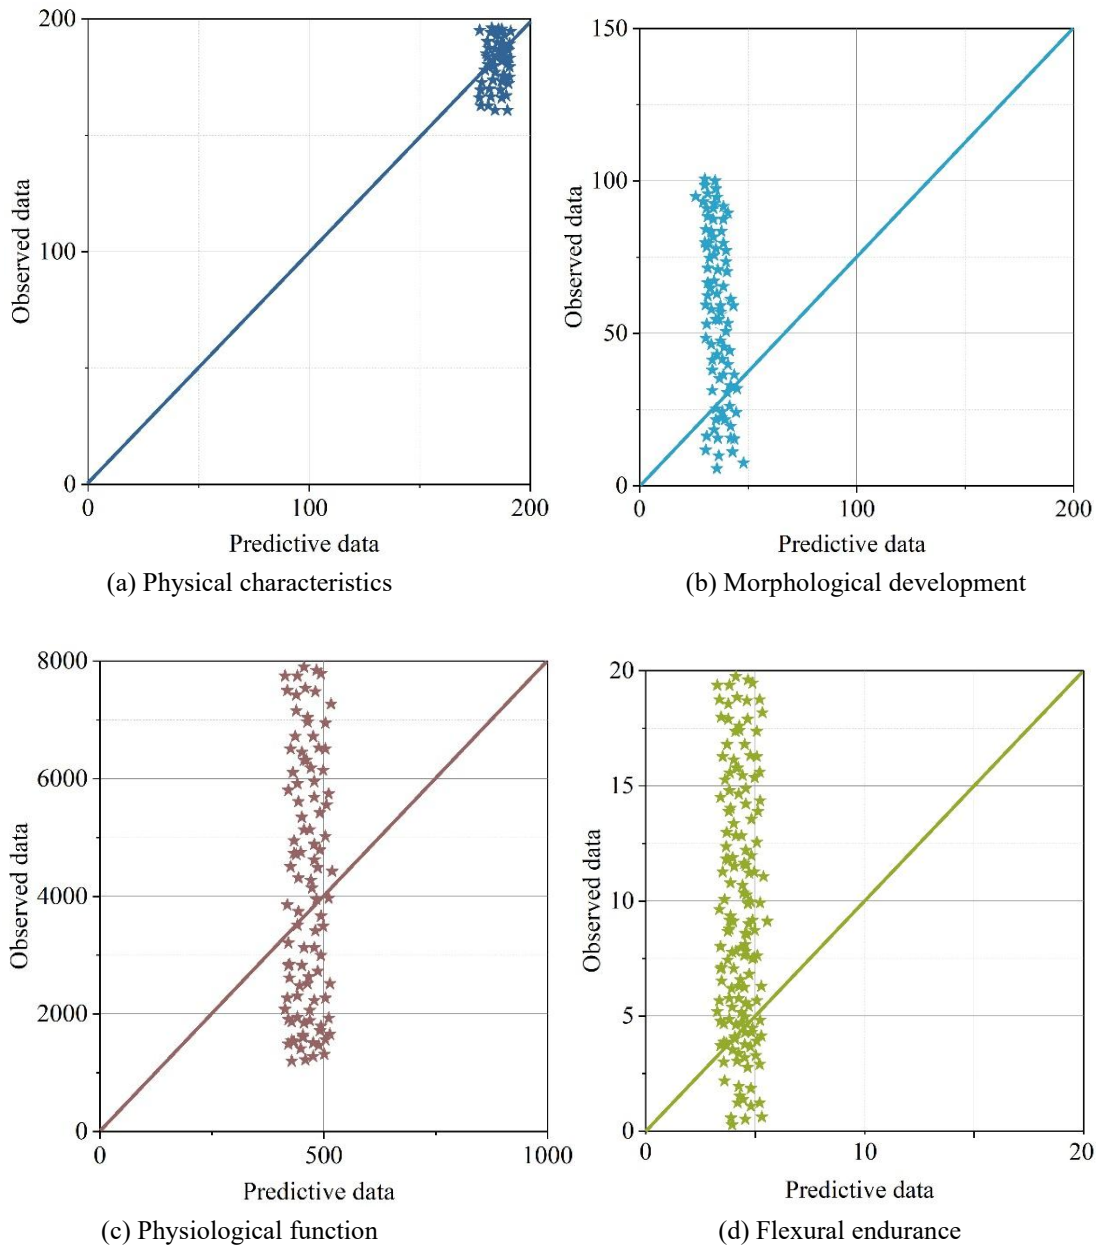 200
100
0
0
100
200
Observed data
Predictive data
(a) Physical characteristics
150
100
50
0
0
100
200
Observed data
Predictive data
(b) Morphological development
8000
6000
4000
2000
0
0
500
1000
Observed data
Predictive data
(c) Physiological function
20
15
10
5
0
0
10
20
Observed data
Predictive data
(d) Flexural endurance